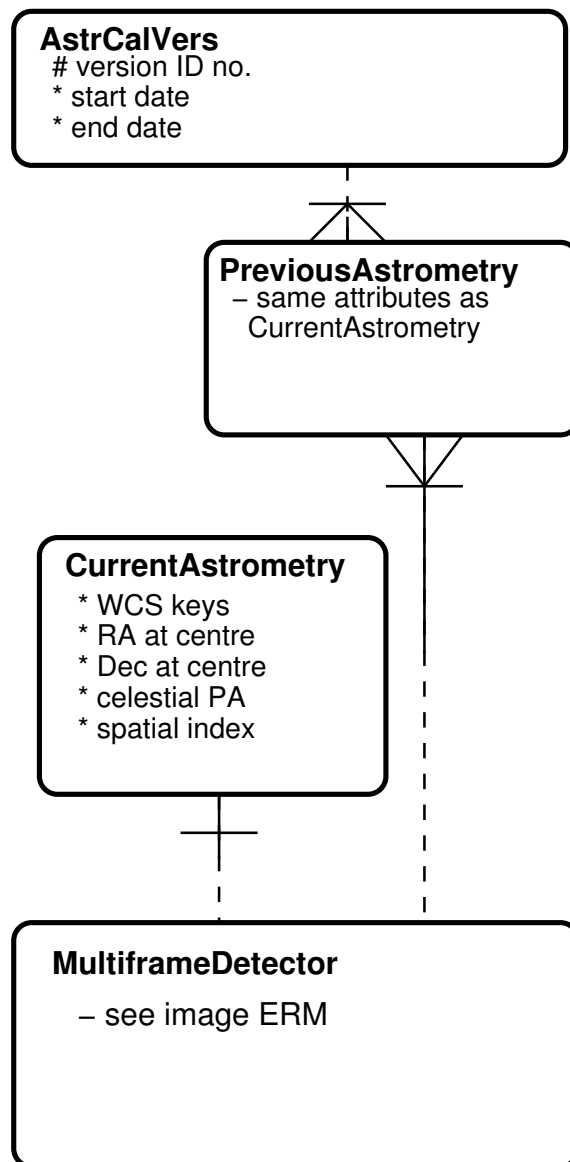 AstrCalVers
# version ID no.
* start date
* end date
PreviousAstrometry
– same attributes as
CurrentAstrometry
CurrentAstrometry
* WCS keys
* RA at centre
* Dec at centre
* celestial PA
* spatial index
MultiframeDetector
– see image ERM